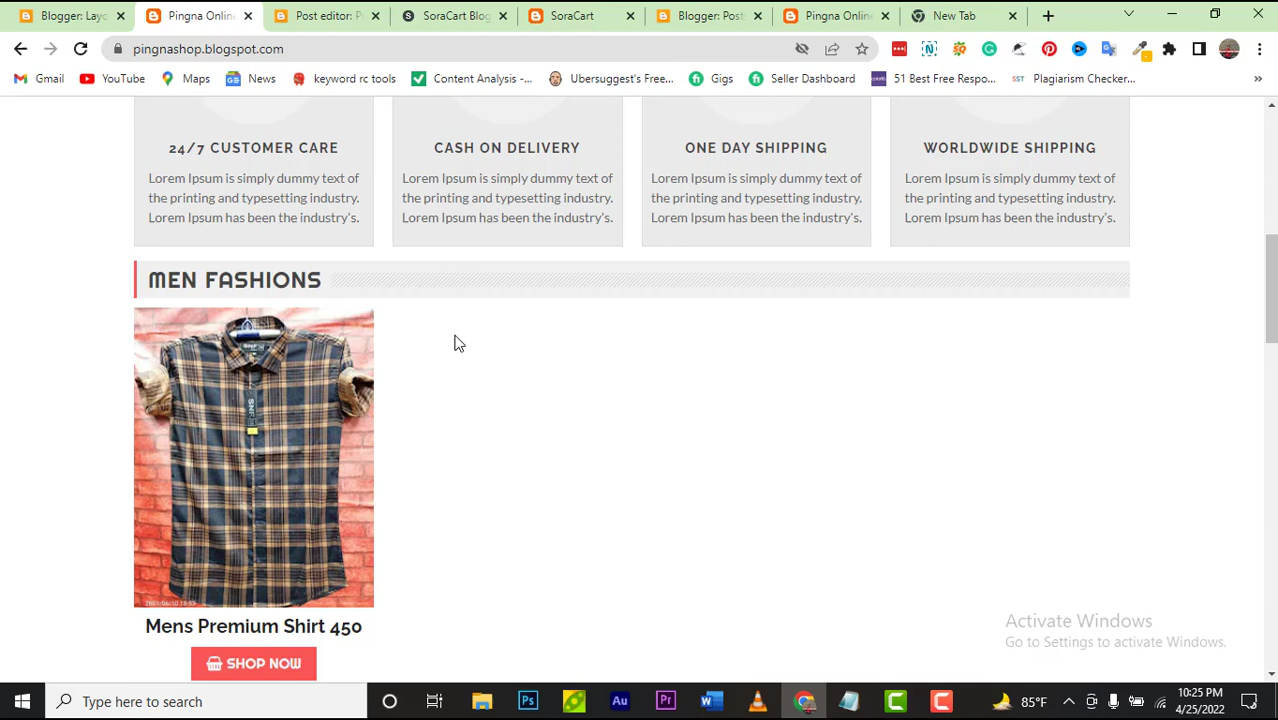 Blogger: Layo
Pingna Onlin
Post editor: P
SoraCart Blog
SoraCart
Blogger: Post
Pingna Onlin
New Tab
pingnashop.blogspot.com
Gmail
YouTube
Maps
News
keyword rc tools
Content Analysis -...
Ubersuggest's Free...
Gigs
Seller Dashboard
51 Best Free Respo...
Plagiarism Checker...
24/7 CUSTOMER CARE
Lorem Ipsum is simply dummy text of
the printing and typesetting industry.
Lorem Ipsum has been the industry's.
CASH ON DELIVERY
Lorem Ipsum is simply dummy text of
the printing and typesetting industry.
Lorem Ipsum has been the industry's.
ONE DAY SHIPPING
Lorem Ipsum is simply dummy text of
the printing and typesetting industry.
Lorem Ipsum has been the industry's.
WORLDWIDE SHIPPING
Lorem Ipsum is simply dummy text of
the printing and typesetting industry.
Lorem Ipsum has been the industry's.
MEN FASHIONS
SNF
Mens Premium Shirt 450
SHOP NOW
Activate Windows
Go to Settings to activate Windows.
Type here to search
85°F
10:25 PM
4/25/2022